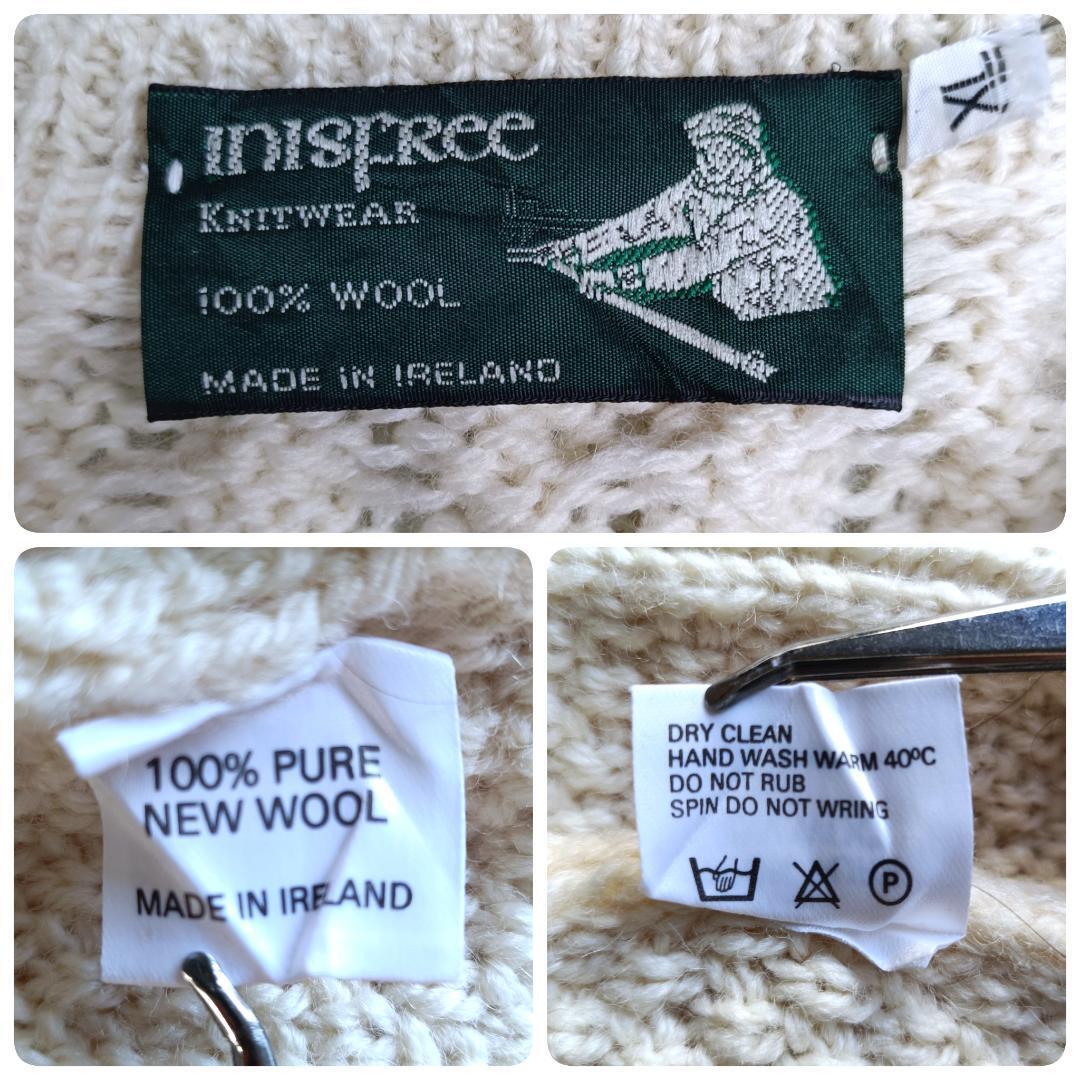 INISFREE
KNITWEAR
100% WOOL
MADE IN IRELAND
XL
100% PURE
NEW WOOL
MADE IN IRELAND
DRY CLEAN
HAND WASH WARM 40ºC
DO NOT RUB
SPIN DO NOT WRING
P